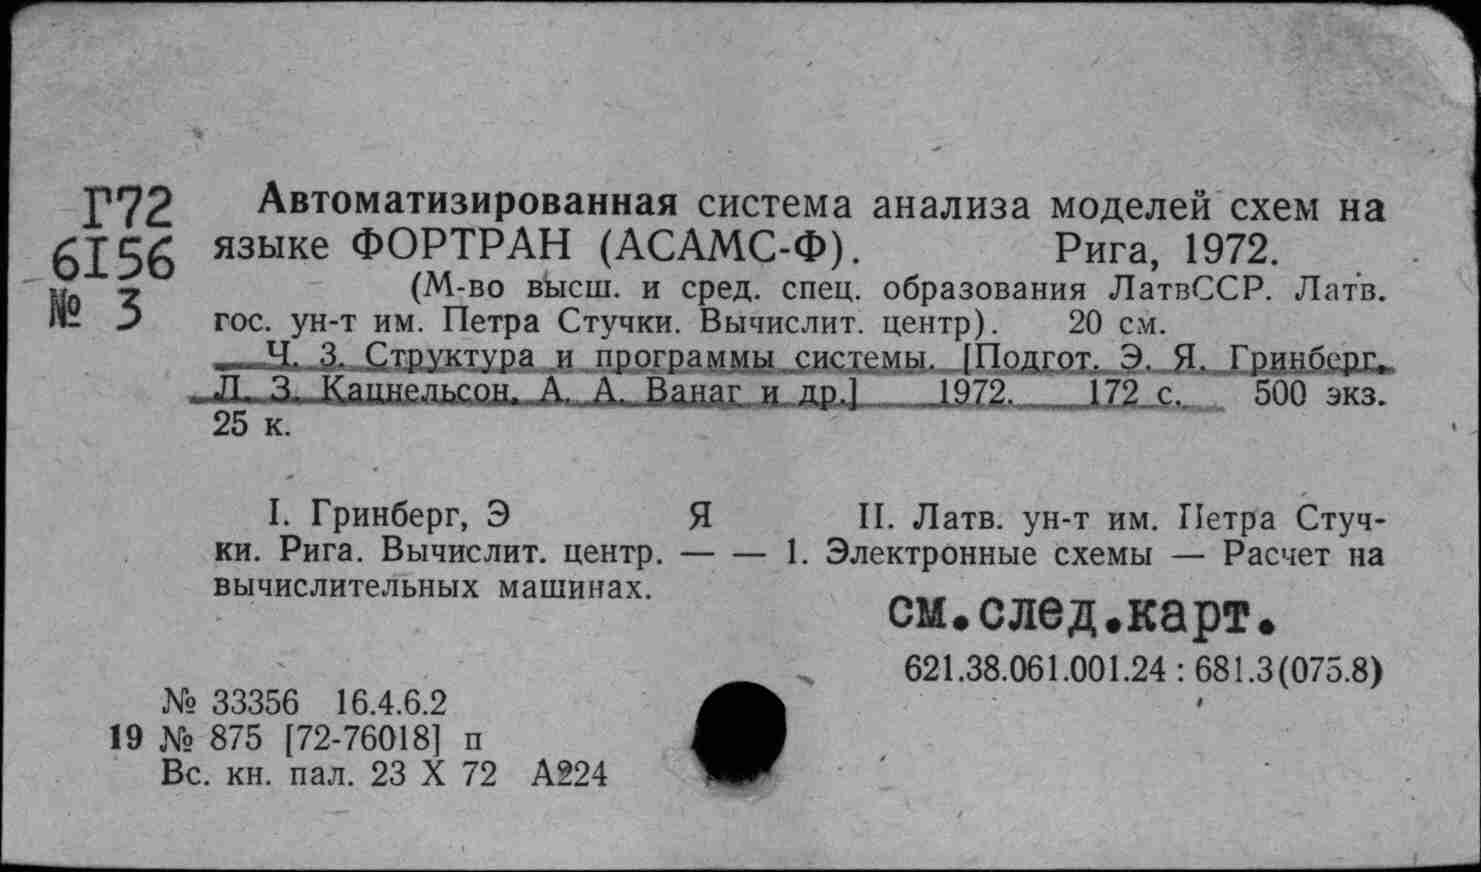 Г72 Автоматизированная система анализа моделей схем на
6156 языке ФОРТРАН (АСАМС-Ф). Рига, 1972.
№ 3 (М-во высш. и сред. спец. образования ЛатвССР. Латв.
гос. ун-т им. Петра Стучки. Вычислит. центр). 20 см.
Ч. 3. Структура и программы системы. [Подгот. Э. Я. Гринберг,
Л. З. Кацнельсон, А. А. Ванаг и др.] 1972. 172 с. 500 экз.
25 к.
I. Гринберг, Э Я II. Латв. ун-т им. Петра Стуч-
ки. Рига. Вычислит. центр. — — 1. Электронные схемы — Расчет на
вычислительных машинах.
см.след.карт.
621.38.061.001.24 : 681.3(075.8)
№ 33356 16.4.6.2
19 № 875 [72-76018] п
Вс. кн. пал. 23 X 72 А224